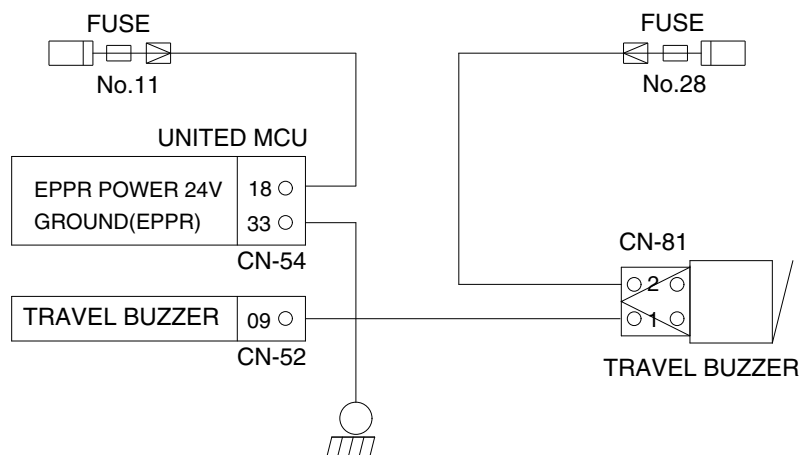 FUSE
No.11
FUSE
No.28
UNITED MCU
EPPR POWER 24V 18
GROUND(EPPR) 33
CN-54
TRAVEL BUZZER 09
CN-52
CN-81
2
1
TRAVEL BUZZER